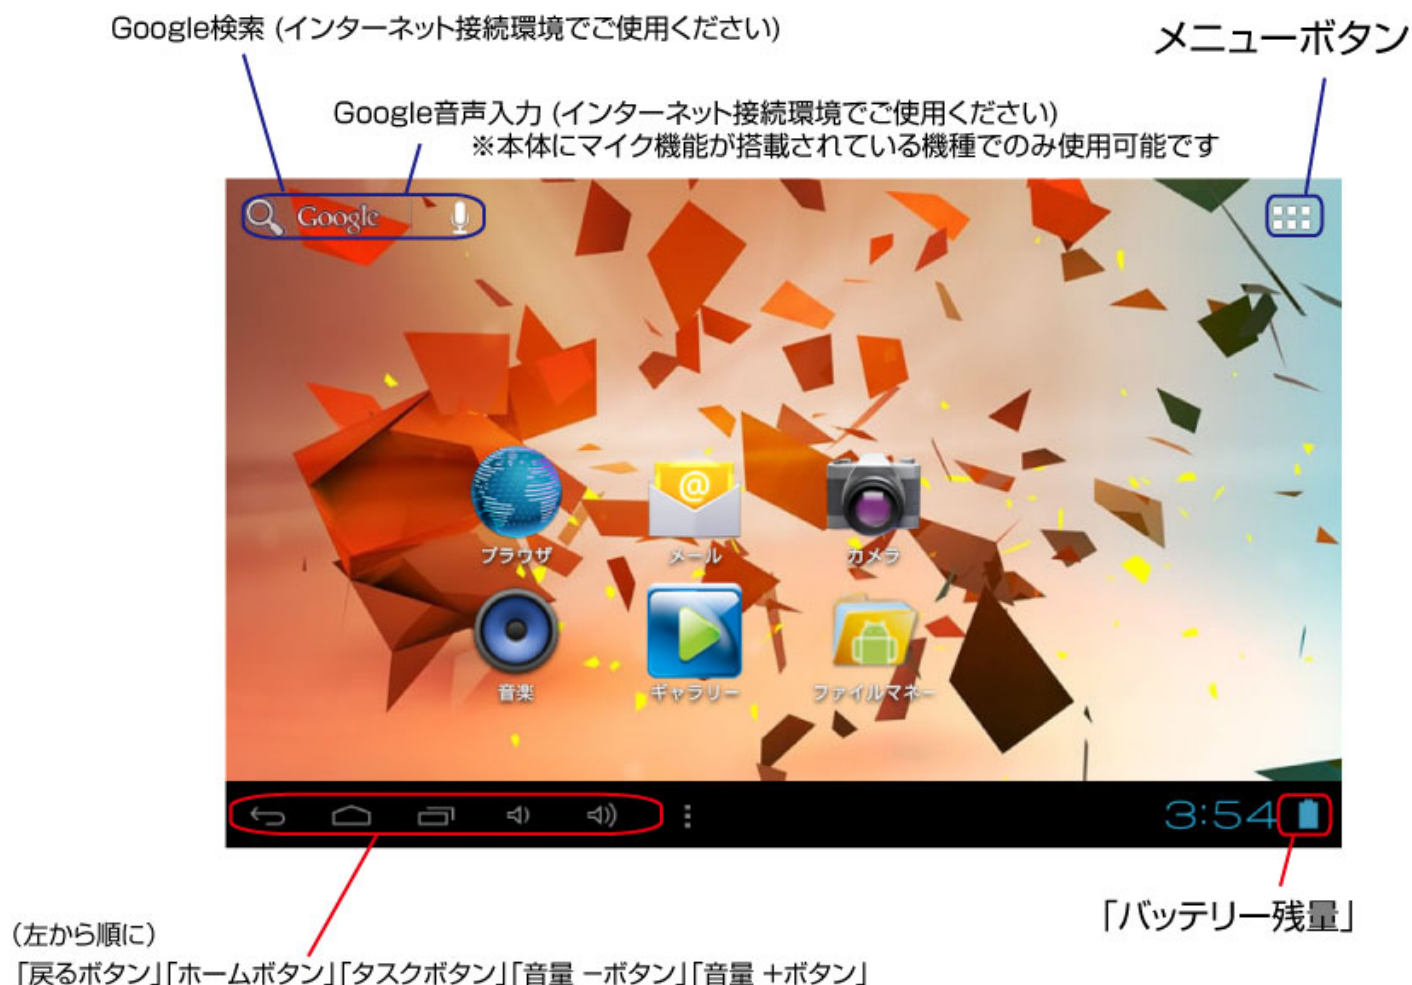 Google検索 (インターネット接続環境でご使用ください)
メニューボタン
Google音声入力 (インターネット接続環境でご使用ください)
※本体にマイク機能が搭載されている機種でのみ使用可能です
Google
ブラウザ
メール
カメラ
音楽
ギャラリー
ファイルマネー
3:54
「バッテリー残量」
(左から順に)
「戻るボタン」「ホームボタン」「タスクボタン」「音量 −ボタン」「音量 +ボタン」